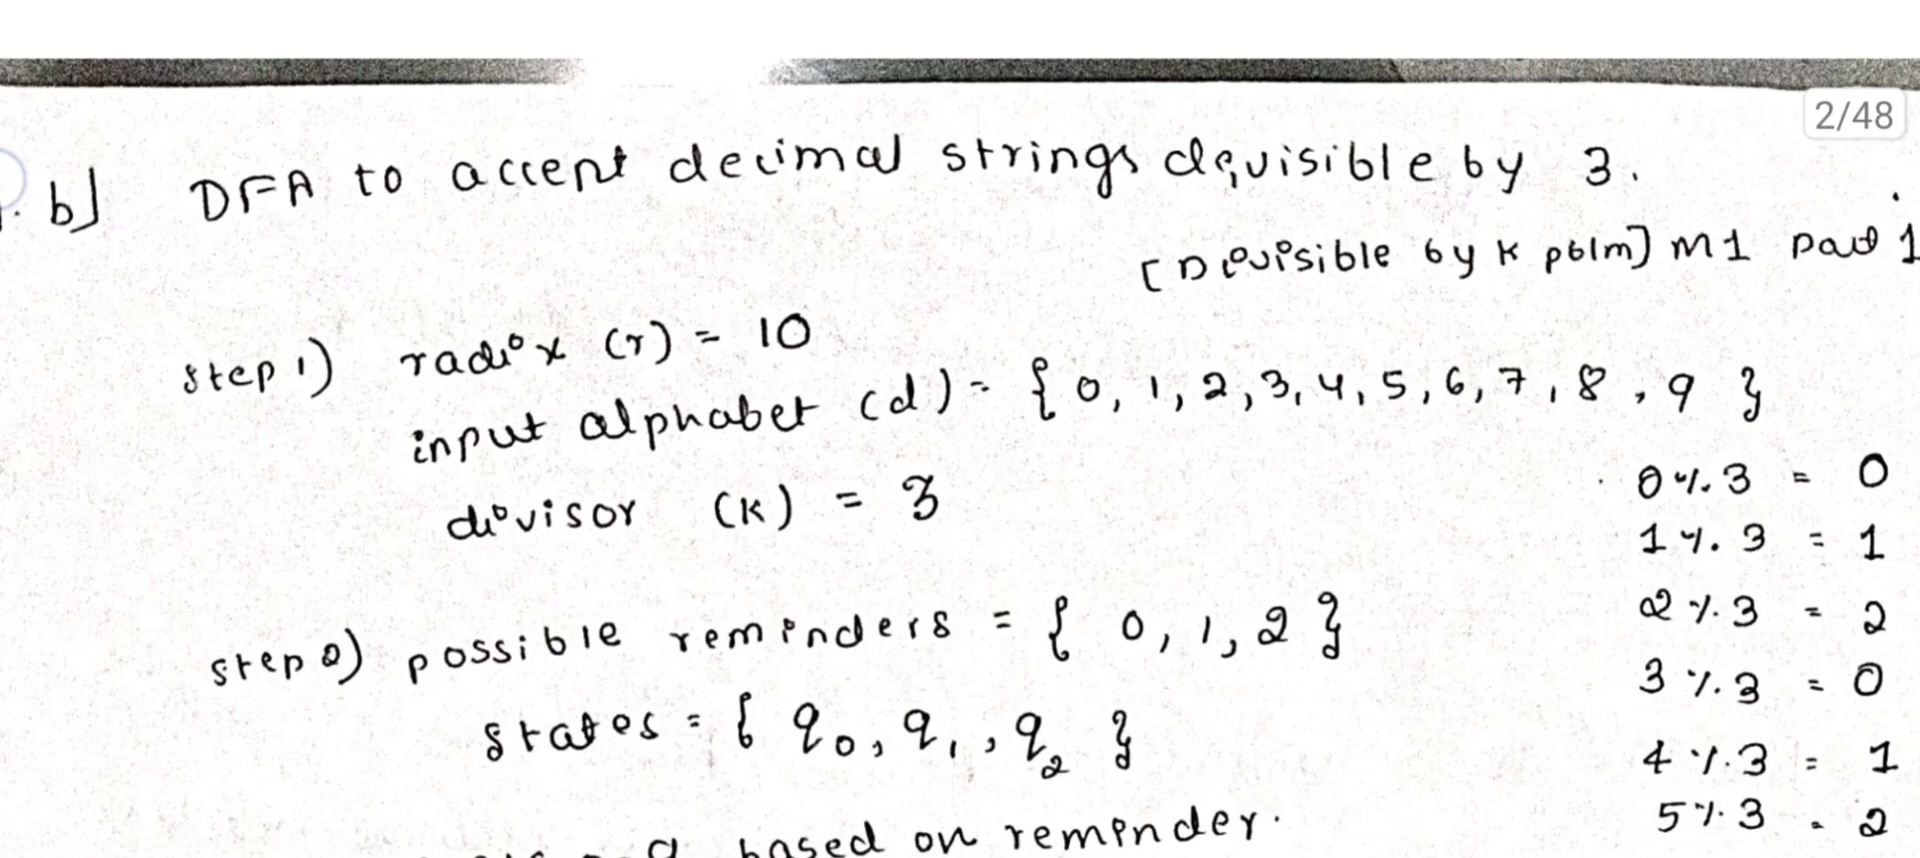 2/48
b] DFA to accept decimal strings devisible by 3.
[Devisible by K pblm] M1 Part 1
step 1) radix (r) = 10
input alphabet (d) = { 0, 1, 2, 3, 4, 5, 6, 7, 8, 9 }
divisor (K) = 3
0 % 3 = 0
1 % 3 = 1
step 2) possible reminders = { 0, 1, 2 }
2 % 3 = 2
3 % 3 = 0
states = { q0, q1, q2 }
4 % 3 = 1
5 % 3 = 2
based on reminder.